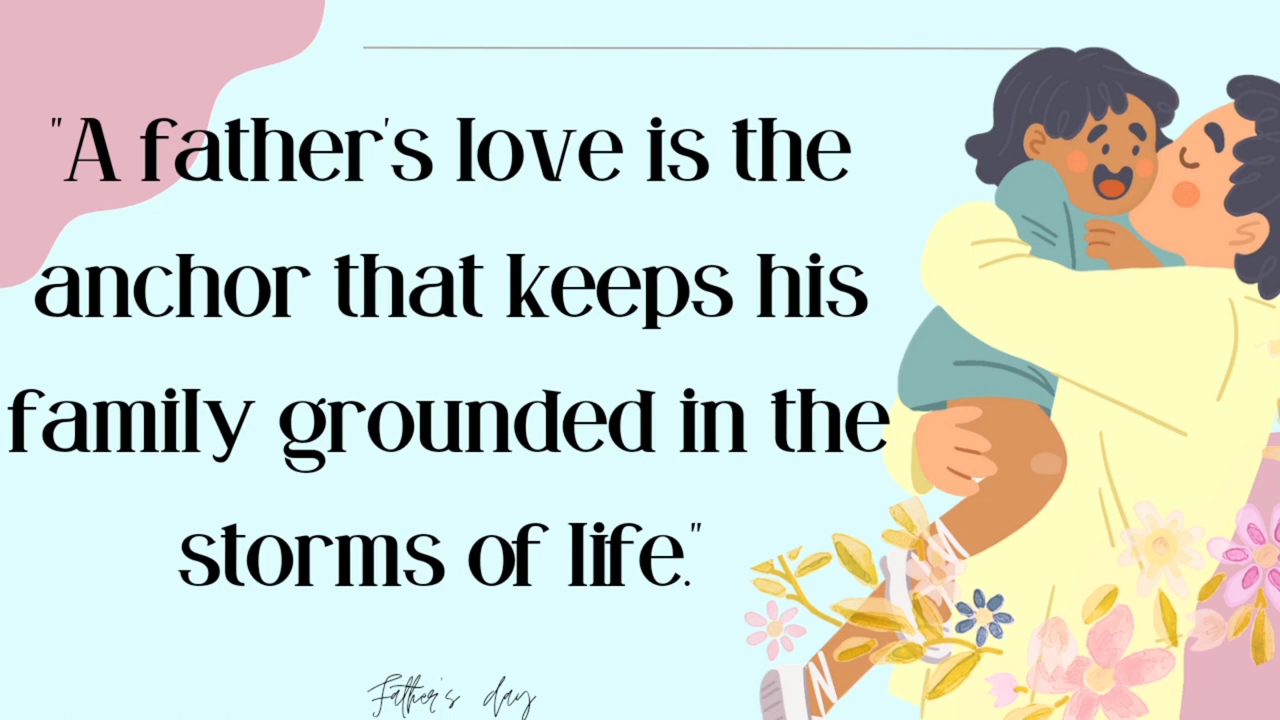 "A father's love is the
anchor that keeps his
family grounded in the
storms of life."
Father's day